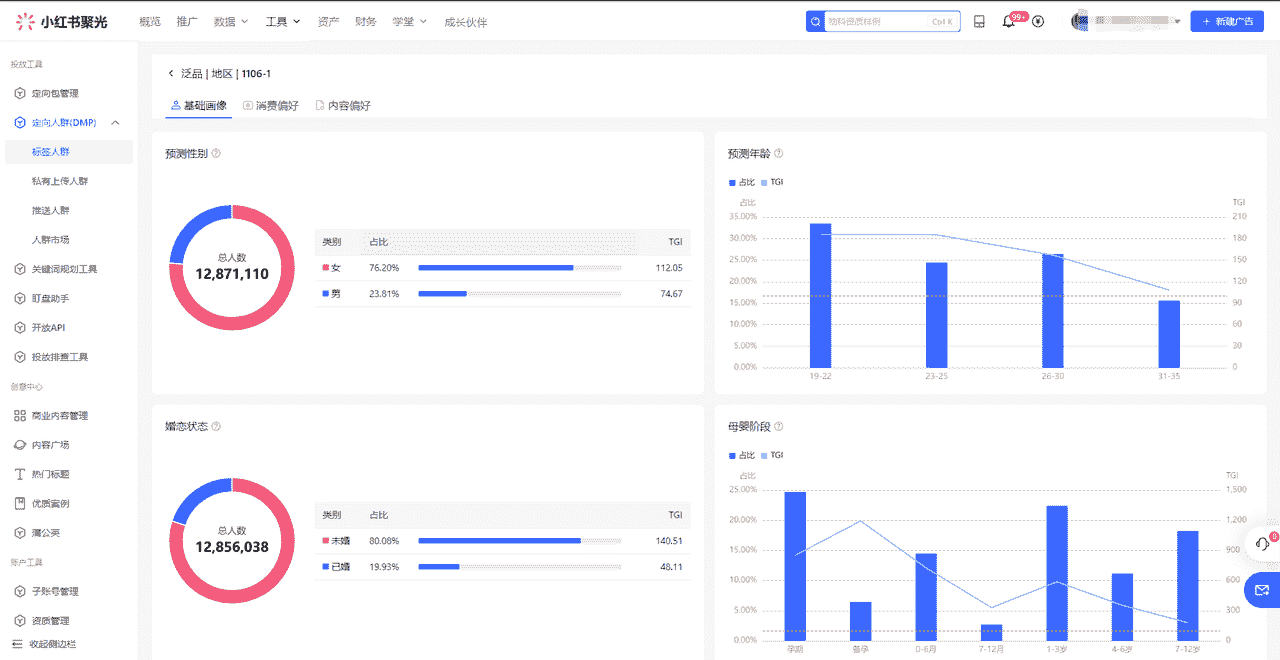 小红书聚光 概览 推广 数据 工具 资产 财务 学堂 成长伙伴 物料资质样例 Ctrl K 99+ + 新建广告
投放工具
定向包管理
定向人群(DMP)
标签人群
私有上传人群
推送人群
人群市场
关键词规划工具
盯盘助手
开放API
投放排查工具
创意中心
商业内容管理
内容广场
热门标题
优质案例
蒲公英
账户工具
子账号管理
资质管理
收起侧边栏
泛品 | 地区 | 1106-1
基础画像 消费偏好 内容偏好
预测性别
总人数
12,871,110
类别 占比 TGI
女 76.20% 112.05
男 23.81% 74.67
预测年龄
占比 TGI
占比 TGI
35.00% 210
30.00% 180
25.00% 150
20.00% 120
15.00% 90
10.00% 60
5.00% 30
0.00% 0
19-22 23-25 26-30 31-35
婚恋状态
总人数
12,856,038
类别 占比 TGI
未婚 80.08% 140.51
已婚 19.93% 48.11
母婴阶段
占比 TGI
占比 TGI
25.00% 1,500
20.00% 1,200
15.00% 900
10.00% 600
5.00% 300
0.00% 0
孕期 备孕 0-6月 7-12月 1-3岁 4-6岁 7-12岁
0